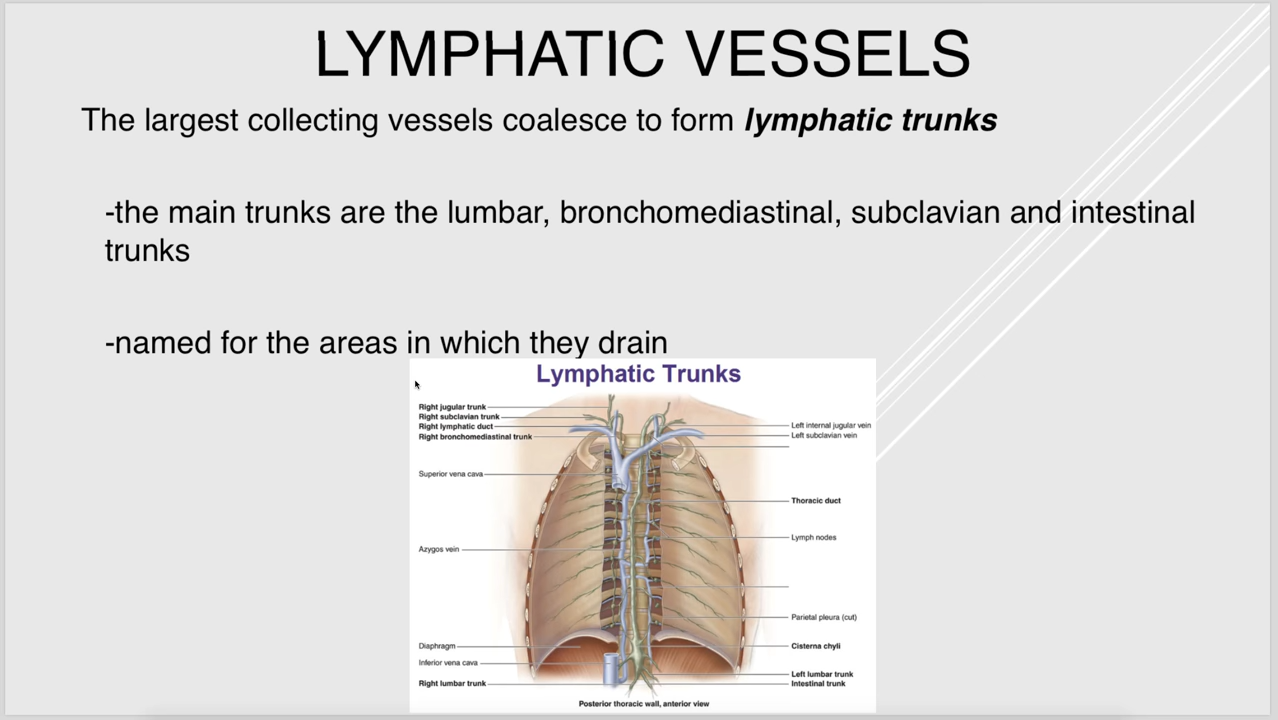 LYMPHATIC VESSELS
The largest collecting vessels coalesce to form lymphatic trunks
-the main trunks are the lumbar, bronchomediastinal, subclavian and intestinal
trunks
-named for the areas in which they drain
Lymphatic Trunks
Right jugular trunk
Right subclavian trunk
Right lymphatic duct
Right bronchomediastinal trunk
Superior vena cava
Azygos vein
Diaphragm
Inferior vena cava
Right lumbar trunk
Left internal jugular vein
Left subclavian vein
Thoracic duct
Lymph nodes
Parietal pleura (cut)
Cisterna chyli
Left lumbar trunk
Intestinal trunk
Posterior thoracic wall, anterior view